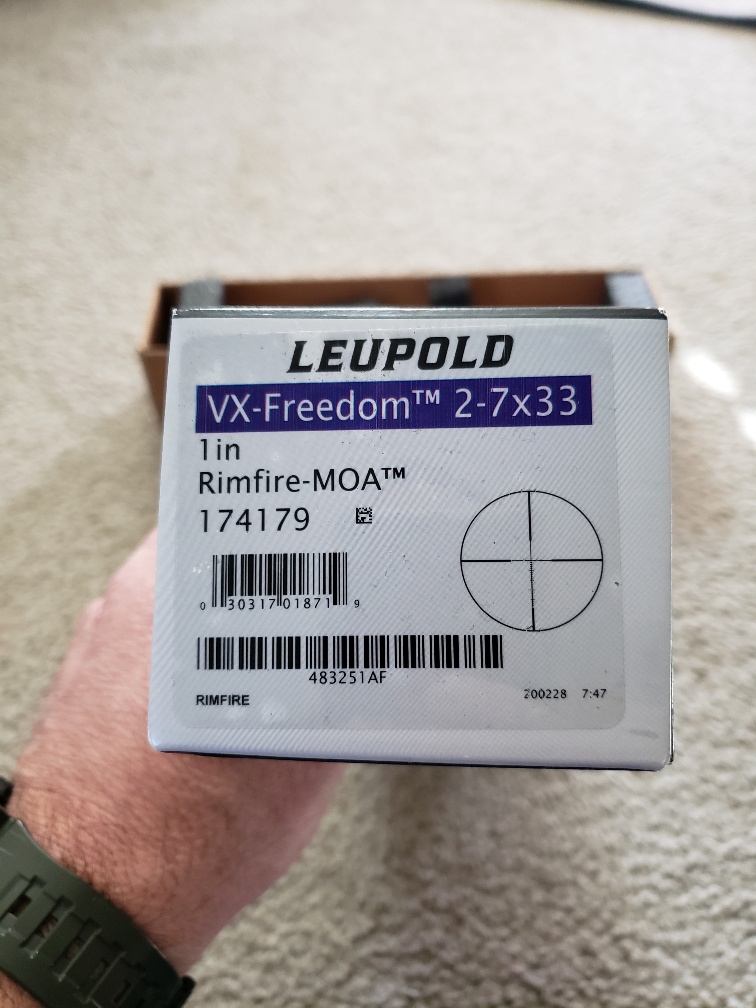 LEUPOLD
VX-Freedom™ 2-7x33
1in
Rimfire-MOA™
174179
0 30317 01871 9
483251AF
RIMFIRE
200228 7:47